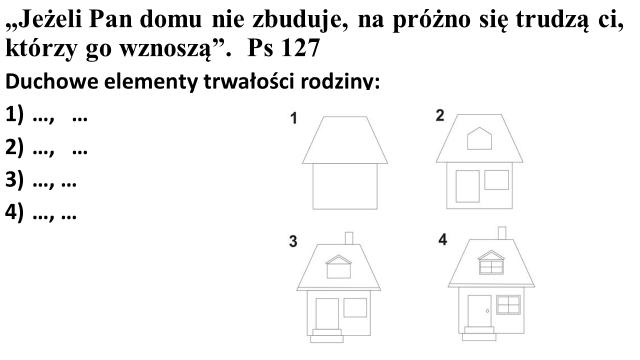 „Jeżeli Pan domu nie zbuduje, na próżno się trudzą ci,
którzy go wznoszą”. Ps 127
Duchowe elementy trwałości rodziny:
1) …, …
2) …, …
3) …, …
4) …, …
1
2
3
4